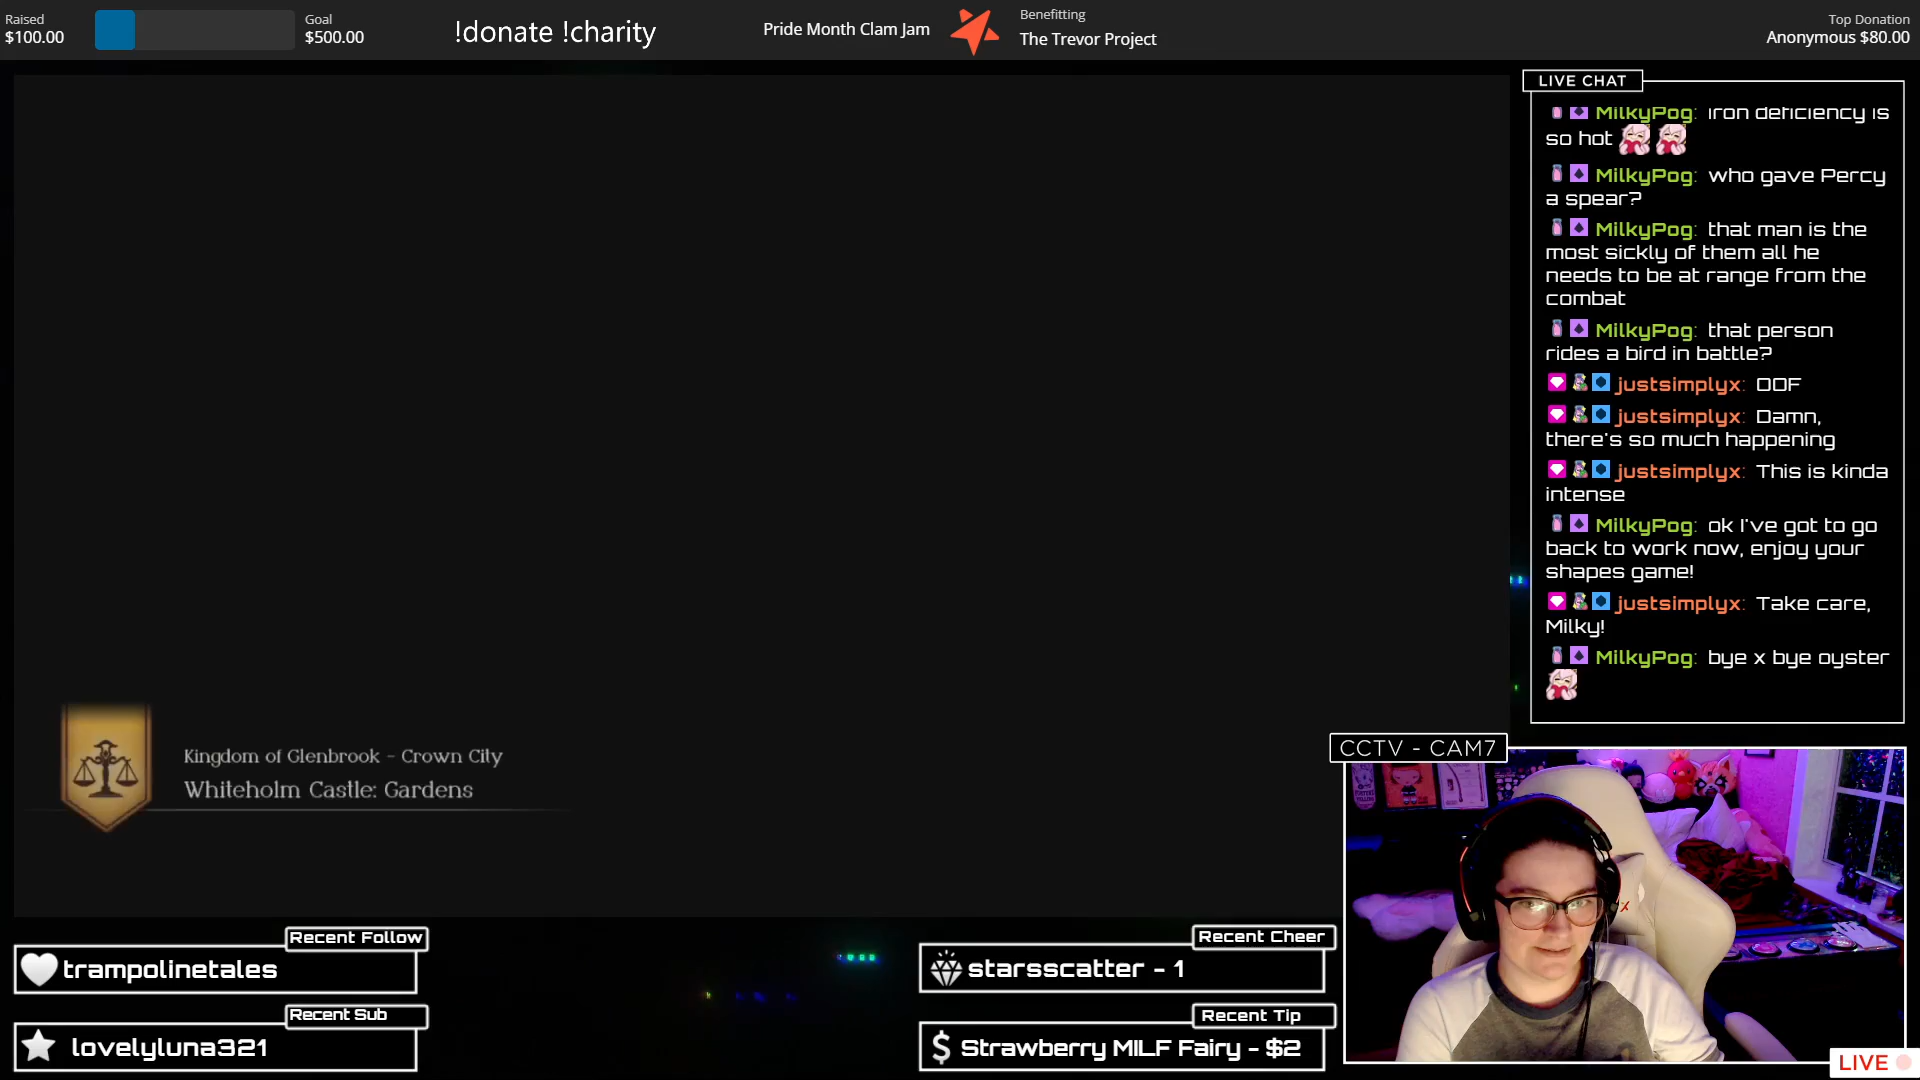 Raised
$100.00
Goal
$500.00
!donate !charity
Pride Month Clam Jam
Benefitting
The Trevor Project
Top Donation
Anonymous $80.00
LIVE CHAT
MilkyPog: iron deficiency is
so hot
MilkyPog: who gave Percy
a spear?
MilkyPog: that man is the
most sickly of them all he
needs to be at range from the
combat
MilkyPog: that person
rides a bird in battle?
justsimplyx: OOF
justsimplyx: Damn,
there's so much happening
justsimplyx: This is kinda
intense
MilkyPog: ok I've got to go
back to work now, enjoy your
shapes game!
justsimplyx: Take care,
Milky!
MilkyPog: bye x bye oyster
Kingdom of Glenbrook - Crown City
Whiteholm Castle: Gardens
CCTV - CAM7
Recent Follow
trampolinetales
Recent Sub
lovelyluna321
Recent Cheer
starsscatter - 1
Recent Tip
Strawberry MILF Fairy - $2
LIVE